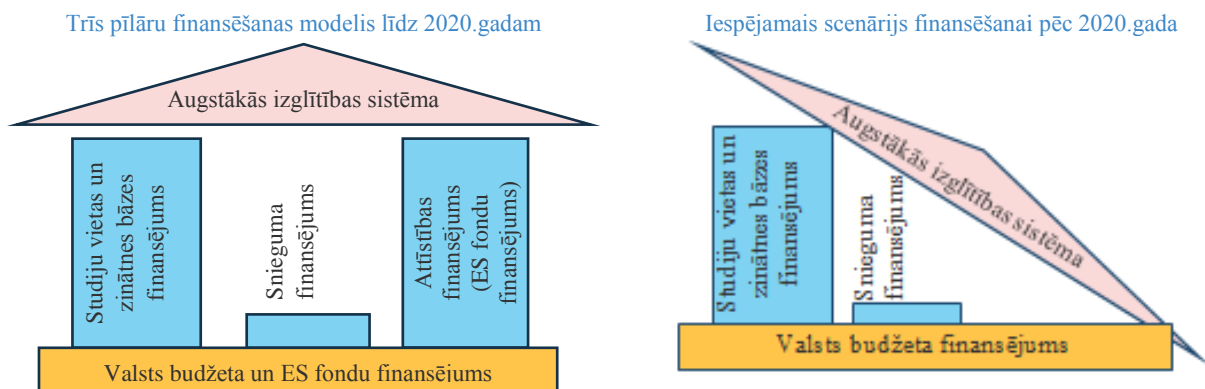 Trīs pīlāru finansēšanas modelis līdz 2020.gadam
Augstākās izglītības sistēma
Studiju vietas un
zinātnes bāzes
finansējums
Snieguma
finansējums
Attīstības
finansējums
(ES fondu
finansējums)
Valsts budžeta un ES fondu finansējums
Iespējamais scenārijs finansēšanai pēc 2020.gada
Augstākās izglītības sistēma
Studiju vietas un
zinātnes bāzes
finansējums
Snieguma
finansējums
Valsts budžeta finansējums